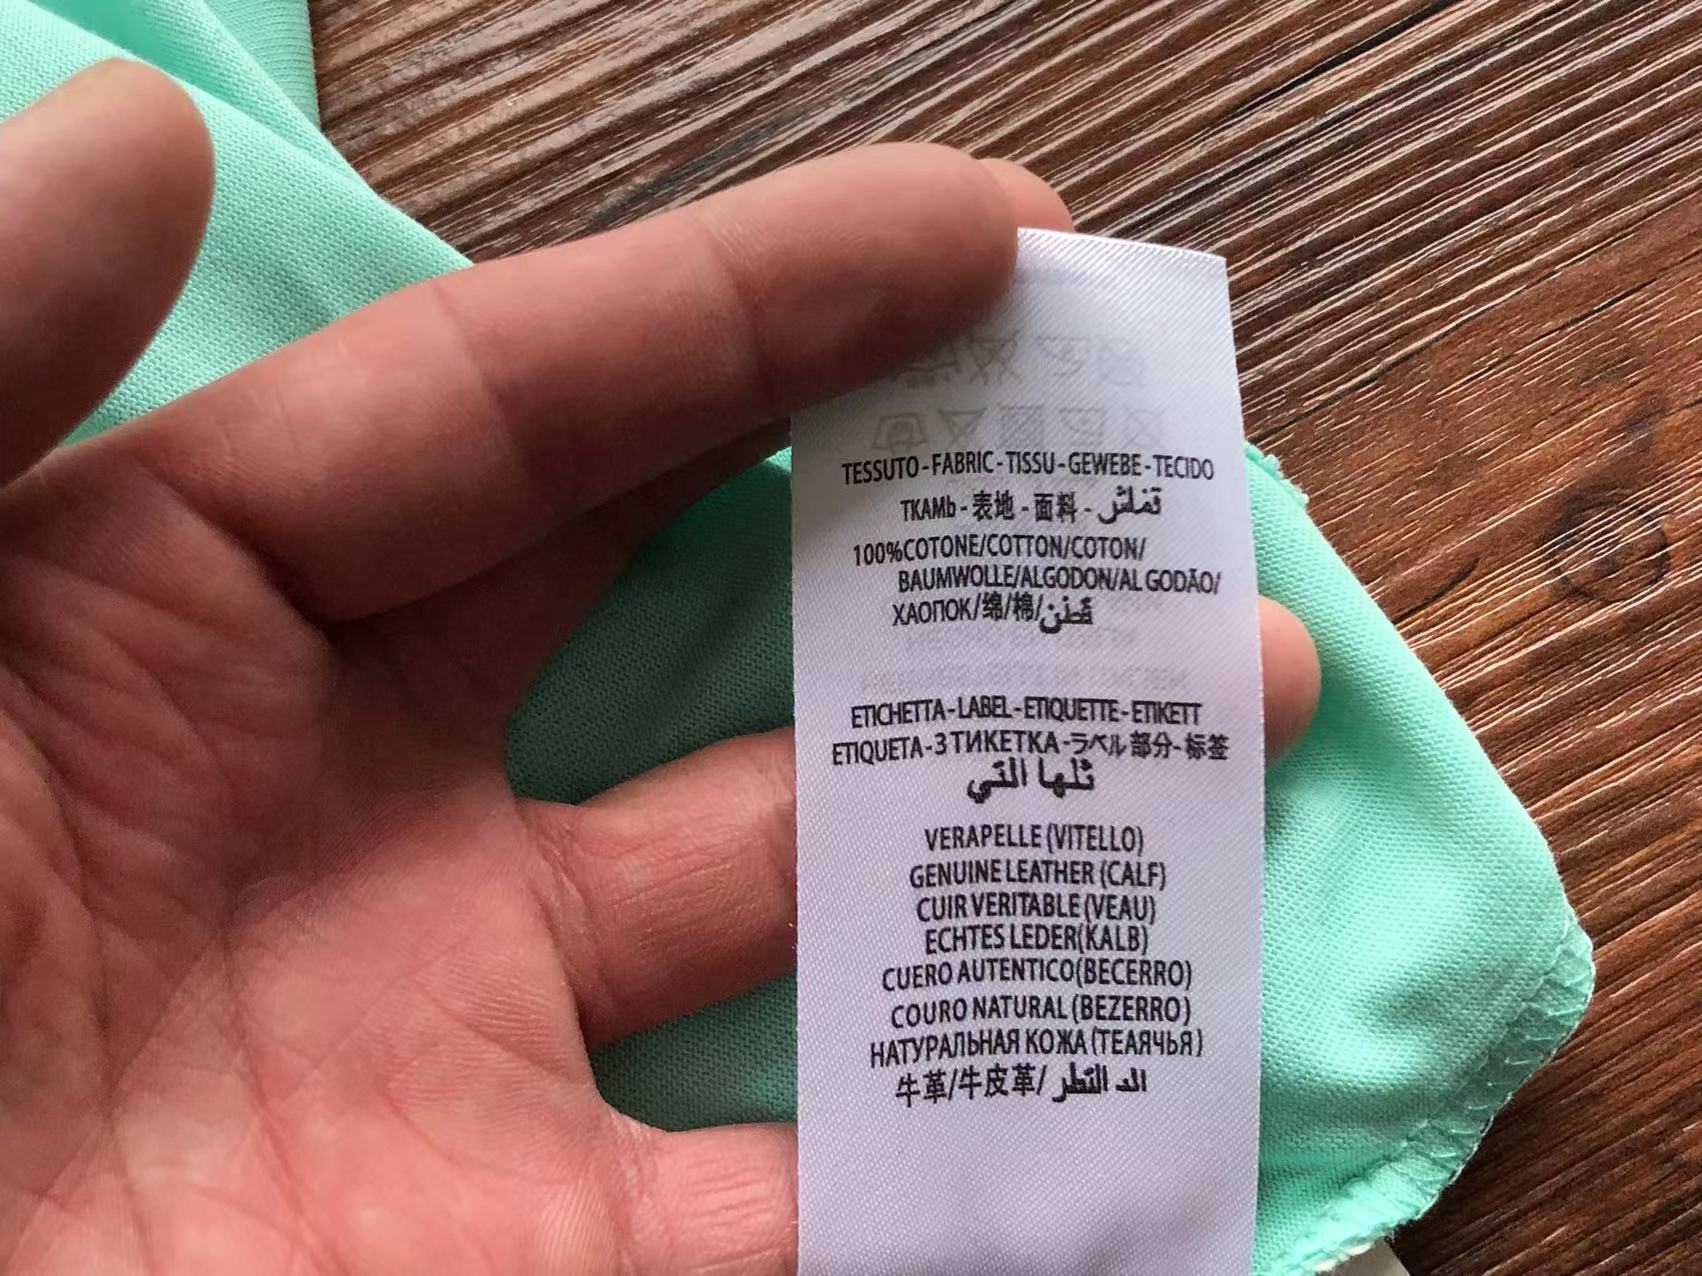 TESSUTO - FABRIC - TISSU - GEWEBE - TECIDO
TKAMb - 表地 - 面料 - قماش
100%COTONE/COTTON/COTON/
BAUMWOLLE/ALGODON/AL GODÃO/
ХАОПОК/绵/棉/قطن
ETICHETTA - LABEL - ETIQUETTE - ETIKETT
ETIQUETA - 3 ТИКЕТКА - ラベル部分 - 标签
VERAPELLE (VITELLO)
GENUINE LEATHER (CALF)
CUIR VERITABLE (VEAU)
ECHTES LEDER(KALB)
CUERO AUTENTICO(BECERRO)
COURO NATURAL (BEZERRO)
НАТУРАЛЬНАЯ КОЖА (ТЕАЯЧЬЯ)
牛革/牛皮革/